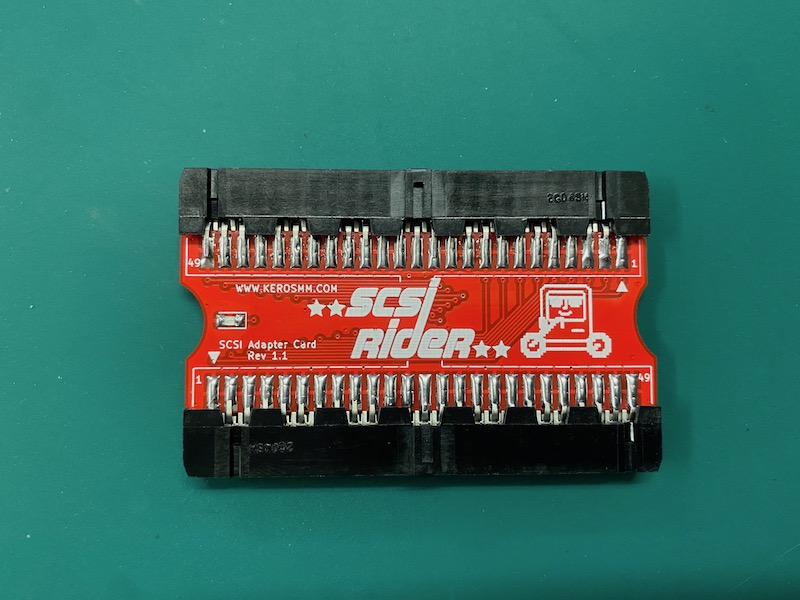 49
1
WWW.KEROSMM.COM
★★SCSI
RIDER★★
SCSI Adapter Card
Rev 1.1
1
49